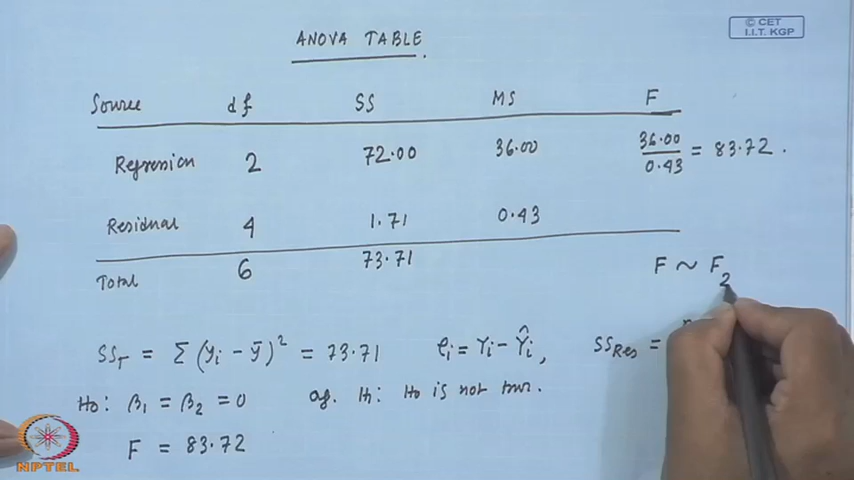 © CET
I.I.T. KGP
ANOVA TABLE
Source df SS MS F
Regression 2 72.00 36.00 36.00/0.43 = 83.72.
Residual 4 1.71 0.43
Total 6 73.71
F ~ F2
SST = Σ (yi - ȳ)² = 73.71 ei = Yi - Ŷi, SSRes =
H0: β1 = β2 = 0 ag. H1: H0 is not true.
F = 83.72
NPTEL